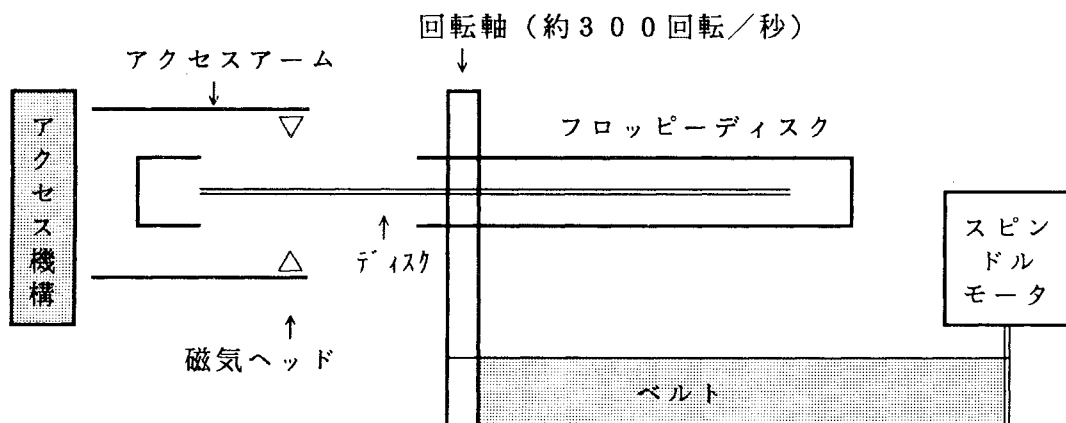 回転軸（約３００回転／秒）
アクセスアーム
フロッピーディスク
アクセス機構
ディスク
スピン
ドル
モータ
磁気ヘッド
ベルト